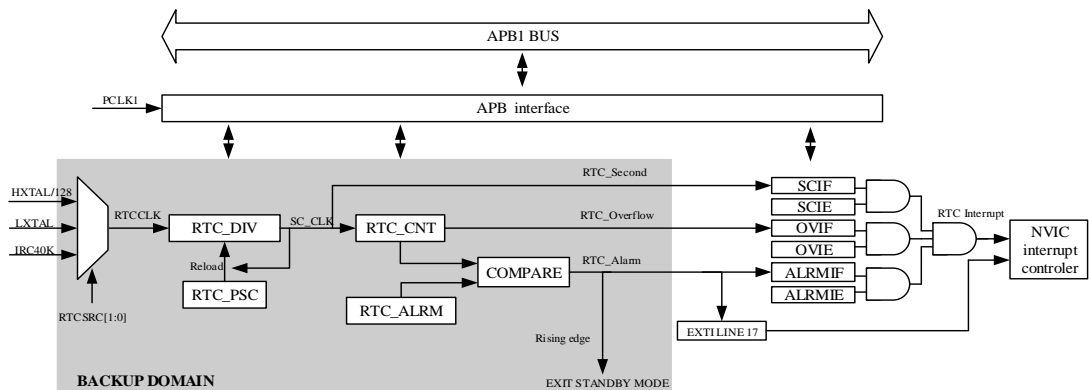 APB1 BUS
PCLK1
APB interface
HXTAL/128
LXTAL
IRC40K
RTCCLK
RTCSRC[1:0]
RTC_DIV
SC_CLK
Reload
RTC_PSC
RTC_CNT
RTC_ALRM
COMPARE
RTC_Second
RTC_Overflow
RTC_Alarm
Rising edge
EXIT STANDBY MODE
BACKUP DOMAIN
SCIF
SCIE
OVIF
OVIE
ALRMIF
ALRMIE
EXTI LINE 17
RTC Interrupt
NVIC
interrupt
controler